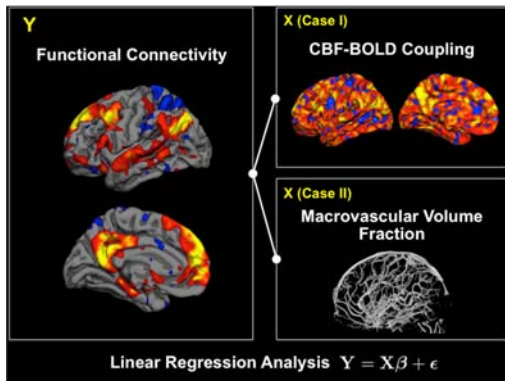 Y
Functional Connectivity
X (Case I)
CBF-BOLD Coupling
X (Case II)
Macrovascular Volume
Fraction
Linear Regression Analysis Y = Xβ + ϵ